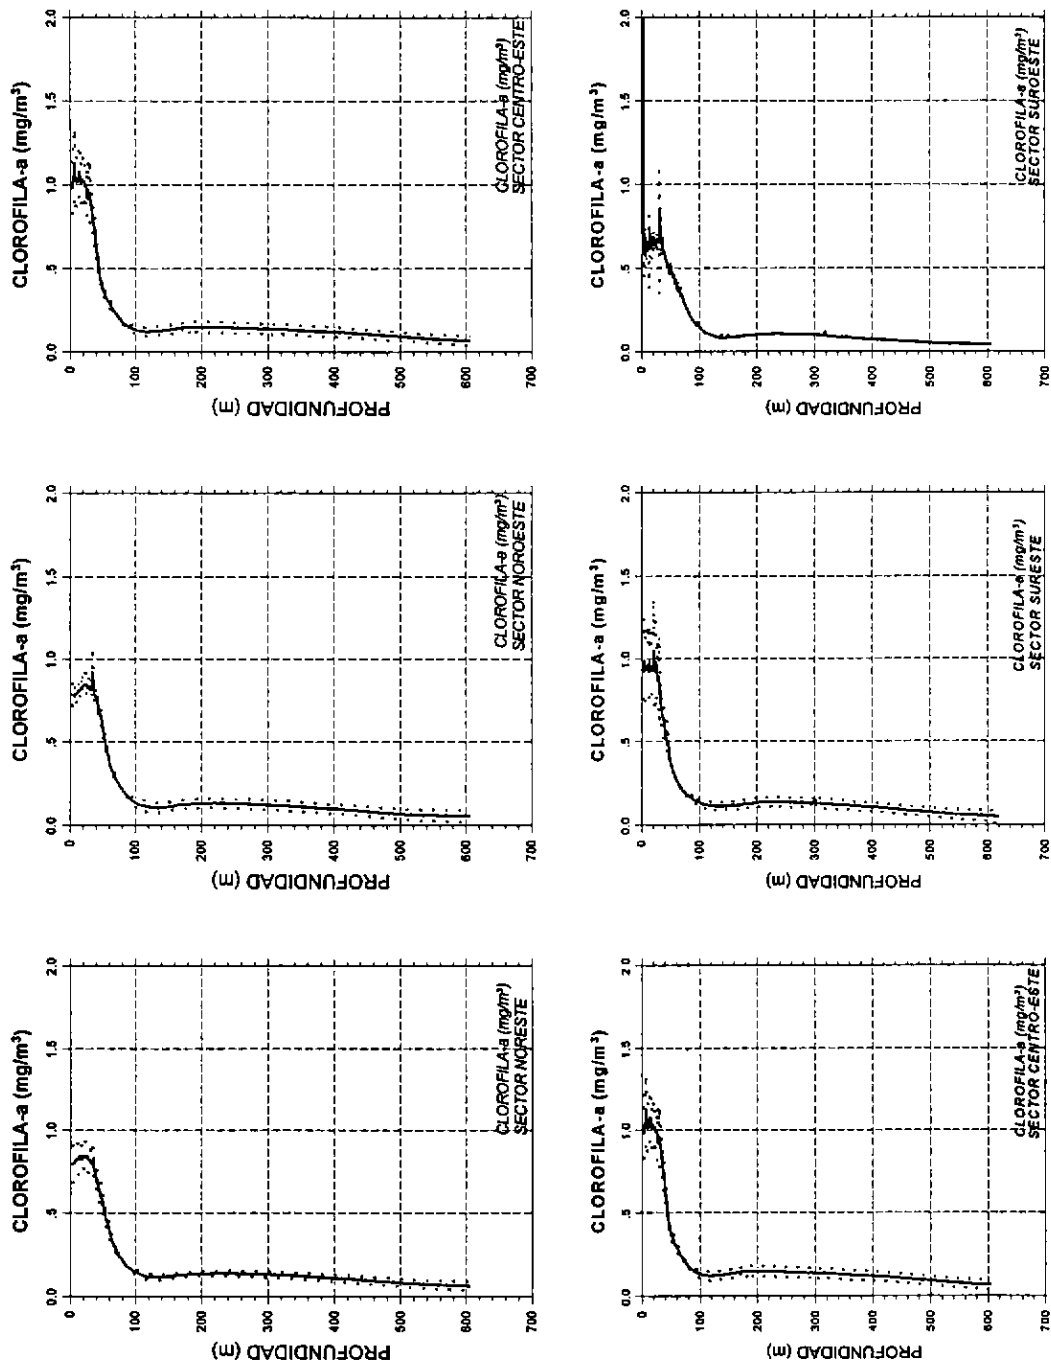 CLOROFILA-a (mg/m³)
0.0 .5 1.0 1.5 2.0
0
100
200
300
400
500
600
700
PROFUNDIDAD (m)
CLOROFILA-a (mg/m³)
SECTOR NORESTE
CLOROFILA-a (mg/m³)
0.0 .5 1.0 1.5 2.0
0
100
200
300
400
500
600
700
PROFUNDIDAD (m)
CLOROFILA-a (mg/m³)
SECTOR NOROESTE
CLOROFILA-a (mg/m³)
0.0 .5 1.0 1.5 2.0
0
100
200
300
400
500
600
700
PROFUNDIDAD (m)
CLOROFILA-a (mg/m³)
SECTOR CENTRO-ESTE
CLOROFILA-a (mg/m³)
0.0 .5 1.0 1.5 2.0
0
100
200
300
400
500
600
700
PROFUNDIDAD (m)
CLOROFILA-a (mg/m³)
SECTOR CENTRO-ESTE
CLOROFILA-a (mg/m³)
0.0 .5 1.0 1.5 2.0
0
100
200
300
400
500
600
700
PROFUNDIDAD (m)
CLOROFILA-a (mg/m³)
SECTOR SURESTE
CLOROFILA-a (mg/m³)
0.0 .5 1.0 1.5 2.0
0
100
200
300
400
500
600
700
PROFUNDIDAD (m)
CLOROFILA-a (mg/m³)
SECTOR SUROESTE